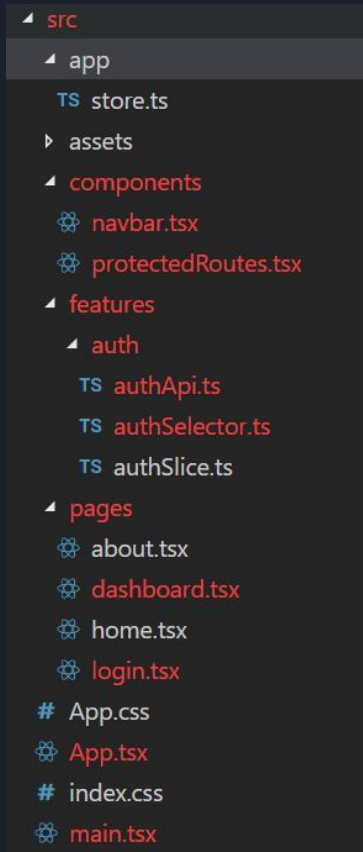 src
app
TS store.ts
assets
components
navbar.tsx
protectedRoutes.tsx
features
auth
TS authApi.ts
TS authSelector.ts
TS authSlice.ts
pages
about.tsx
dashboard.tsx
home.tsx
login.tsx
# App.css
App.tsx
# index.css
main.tsx